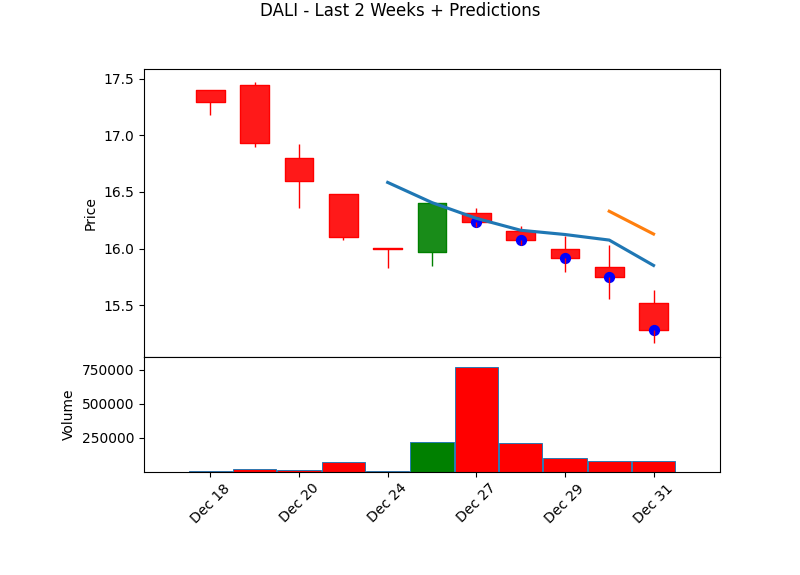 DALI - Last 2 Weeks + Predictions
Price
17.5
17.0
16.5
16.0
15.5
Volume
750000
500000
250000
Dec 18
Dec 20
Dec 24
Dec 27
Dec 29
Dec 31